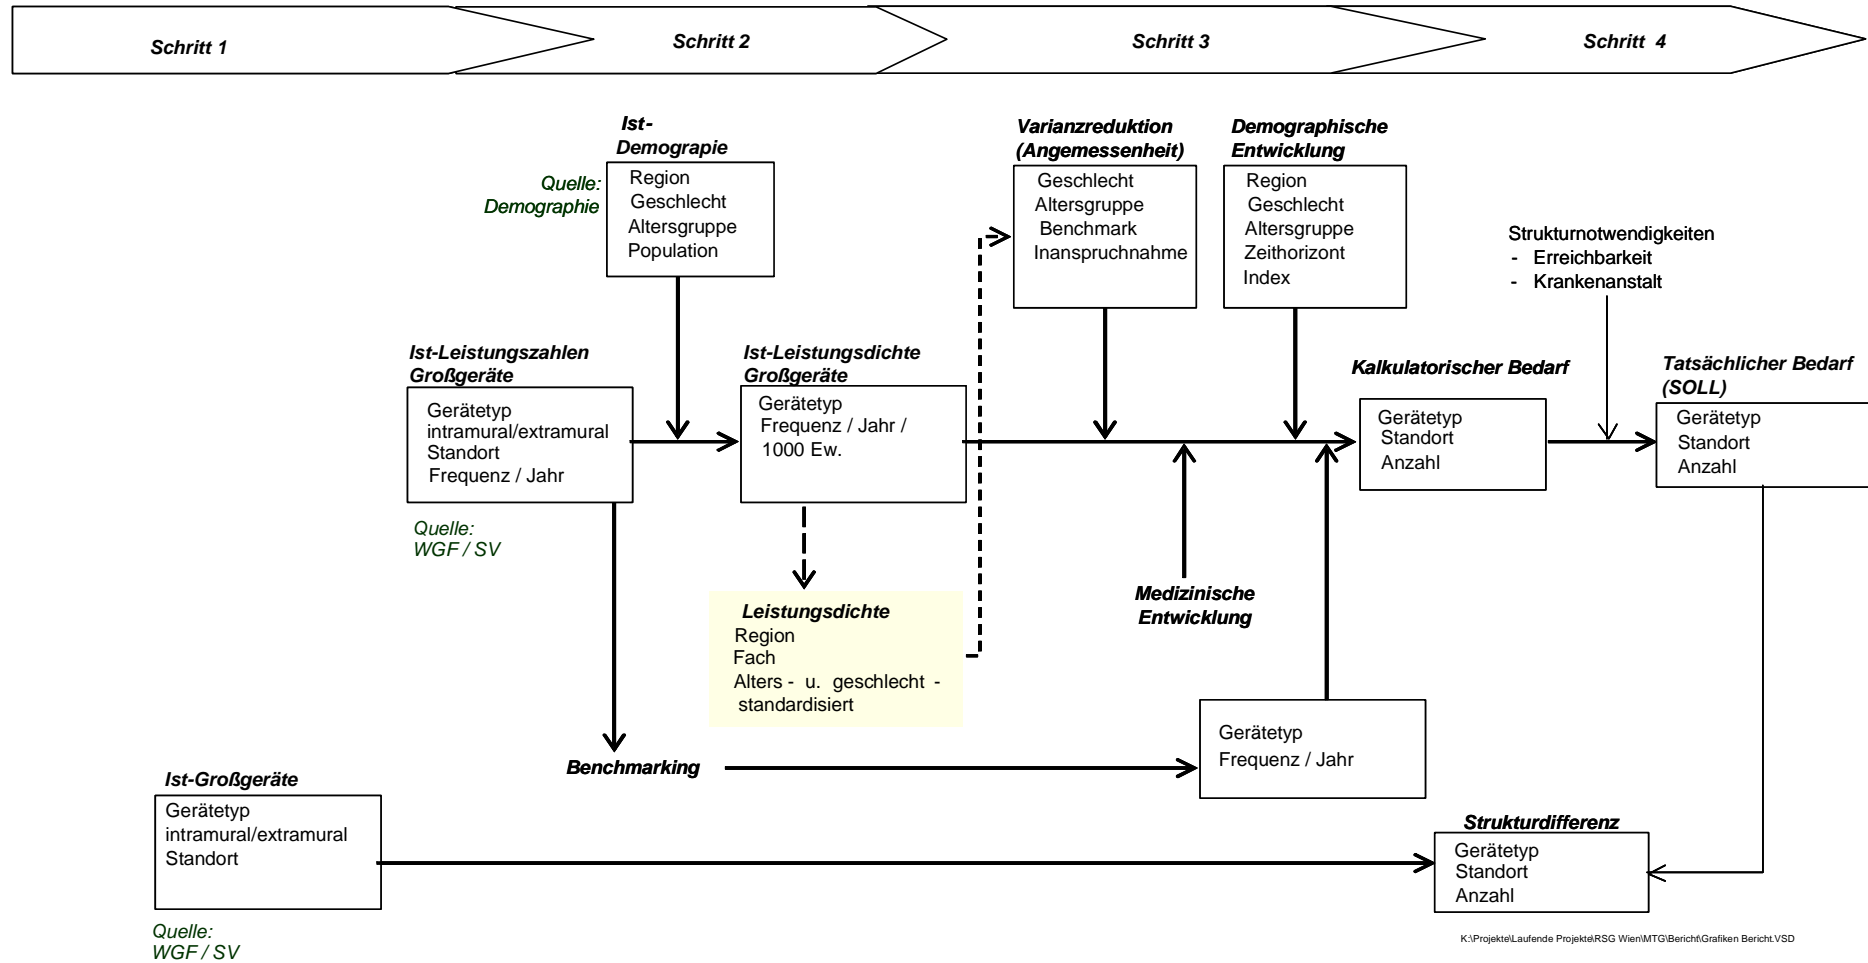 Schritt 1
Schritt 2
Schritt 3
Schritt 4
Ist-
Demograpie
Quelle:
Demographie
Region
Geschlecht
Altersgruppe
Population
Varianzreduktion
(Angemessenheit)
Geschlecht
Altersgruppe
Benchmark
Inanspruchnahme
Demographische
Entwicklung
Region
Geschlecht
Altersgruppe
Zeithorizont
Index
Strukturnotwendigkeiten
- Erreichbarkeit
- Krankenanstalt
Ist-Leistungszahlen
Großgeräte
Gerätetyp
intramural/extramural
Standort
Frequenz / Jahr
Quelle:
WGF / SV
Ist-Leistungsdichte
Großgeräte
Gerätetyp
Frequenz / Jahr /
1000 Ew.
Kalkulatorischer Bedarf
Gerätetyp
Standort
Anzahl
Tatsächlicher Bedarf
(SOLL)
Gerätetyp
Standort
Anzahl
Leistungsdichte
Region
Fach
Alters - u. geschlecht -
standardisiert
Medizinische
Entwicklung
Benchmarking
Gerätetyp
Frequenz / Jahr
Ist-Großgeräte
Gerätetyp
intramural/extramural
Standort
Quelle:
WGF / SV
Strukturdifferenz
Gerätetyp
Standort
Anzahl
K:\Projekte\Laufende Projekte\RSG Wien\MTG\Bericht\Grafiken Bericht.VSD